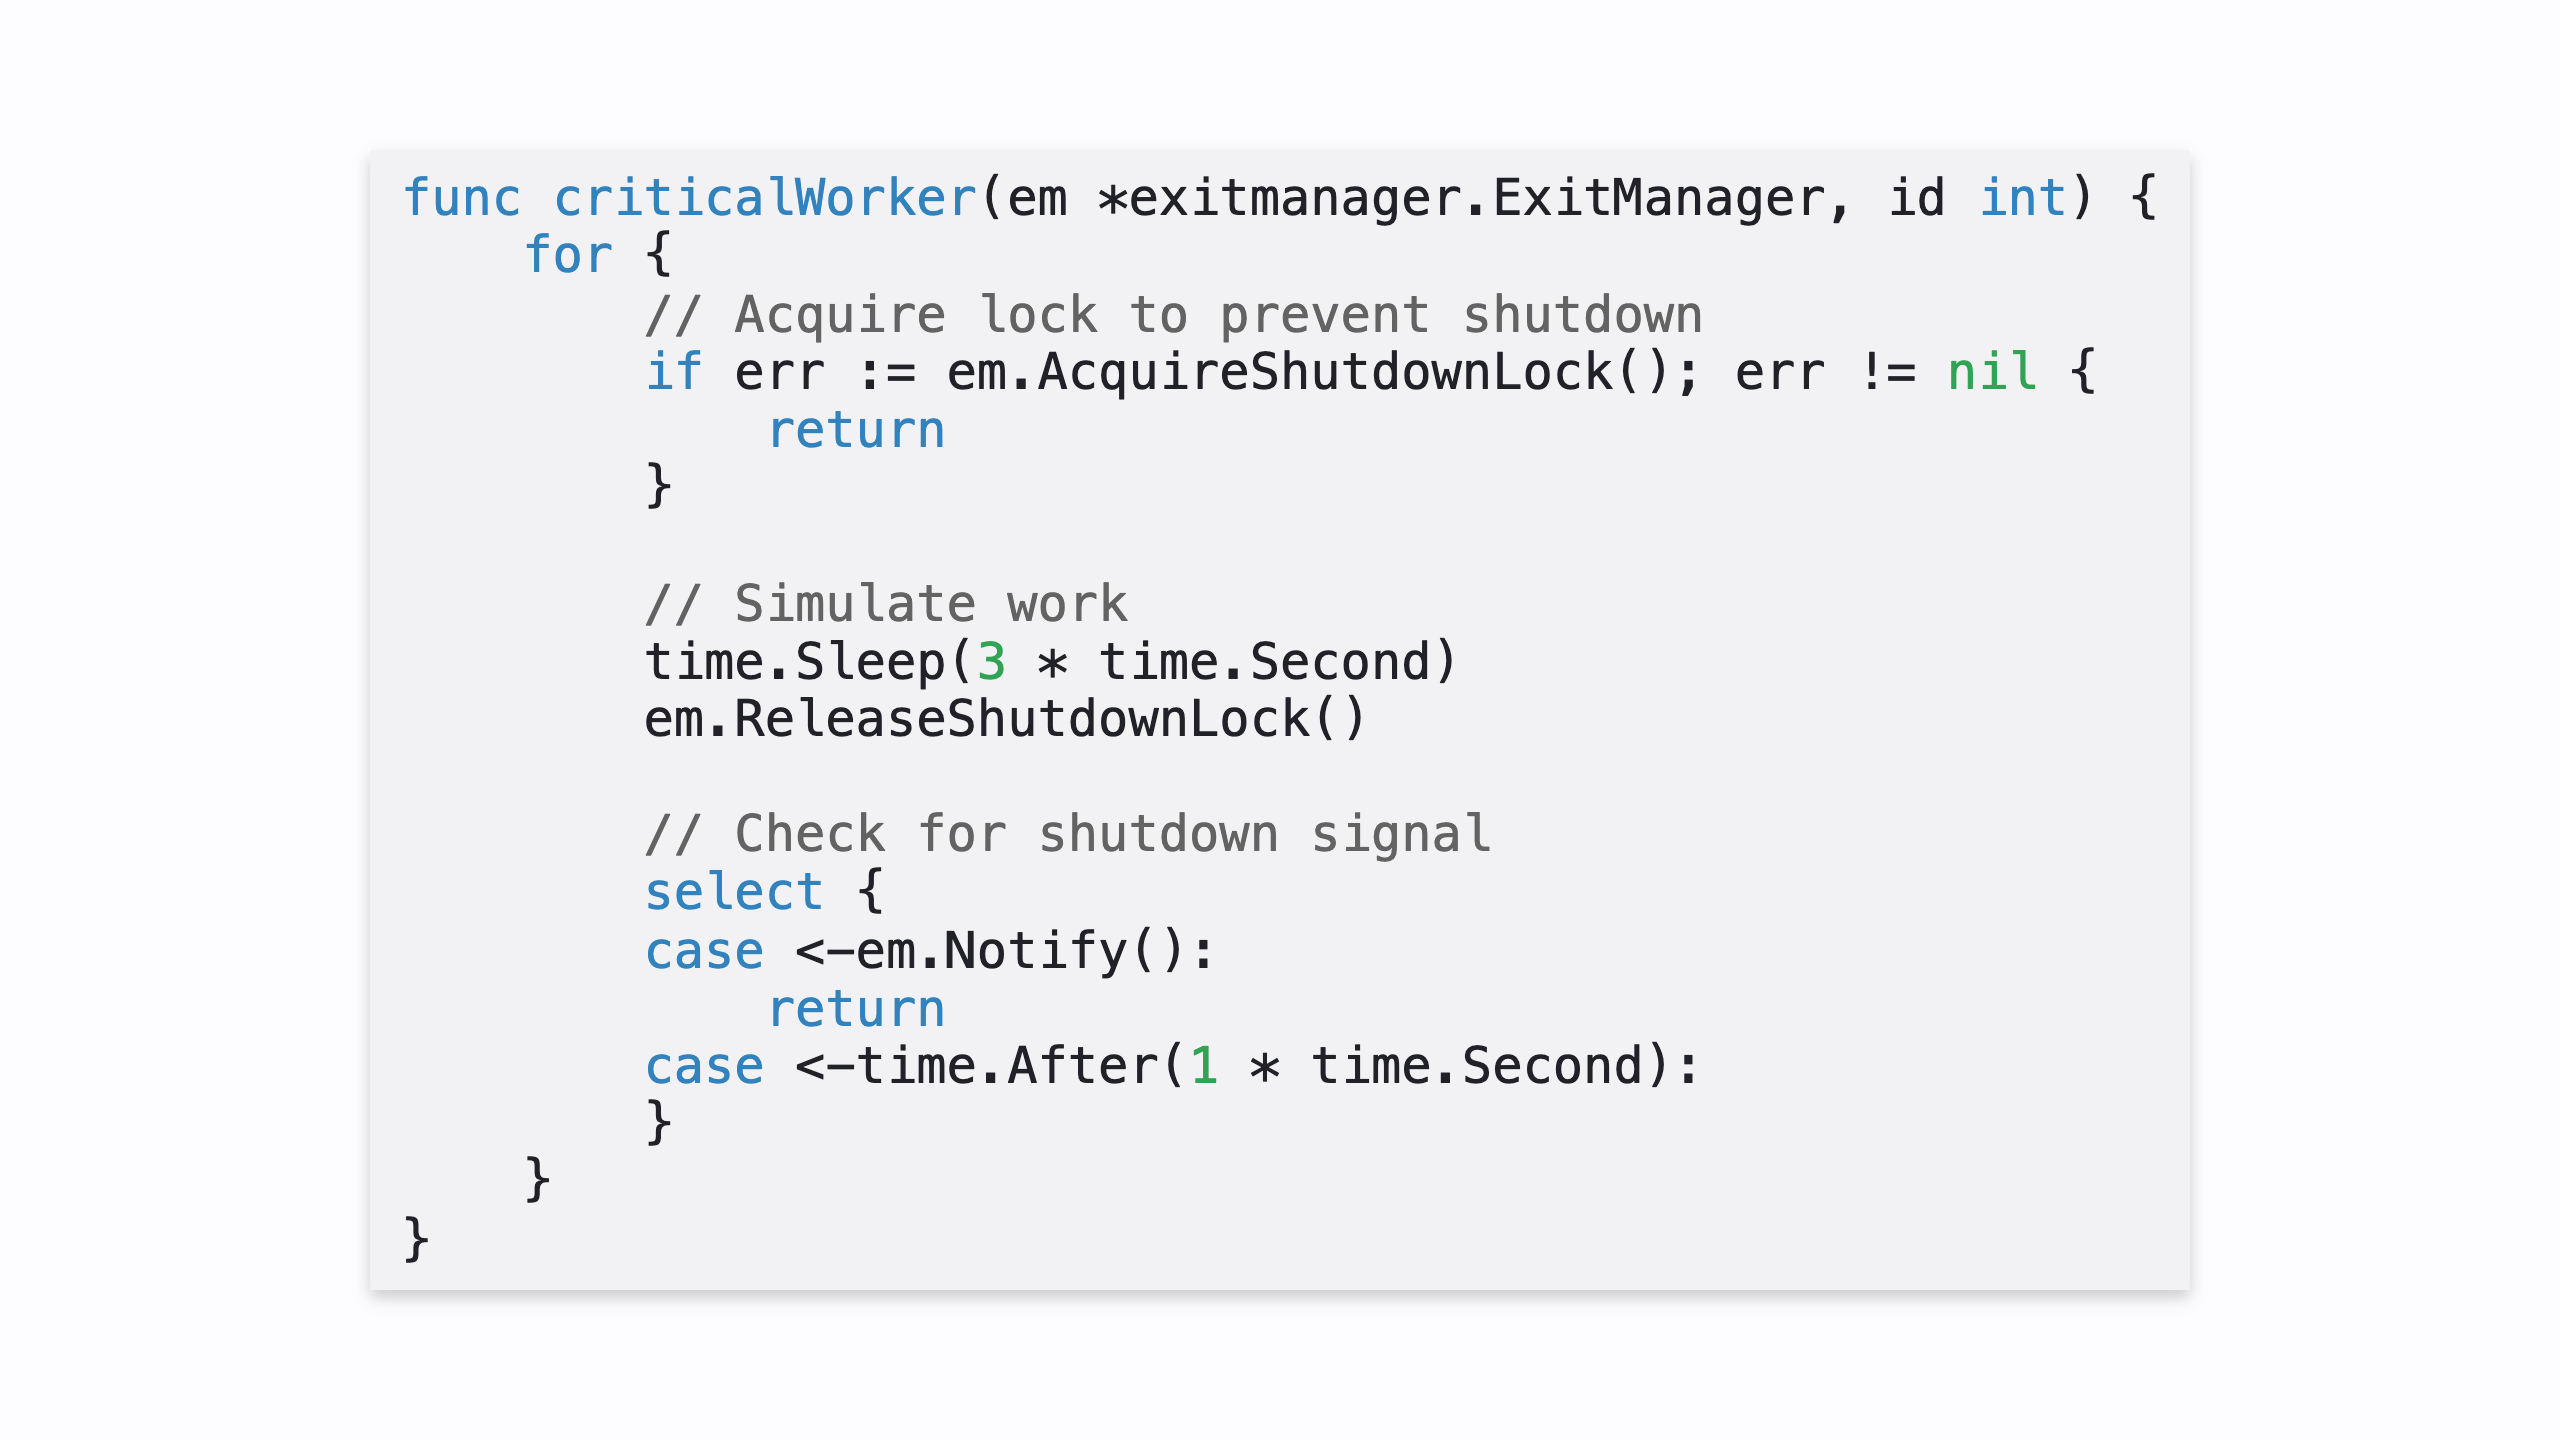 func criticalWorker(em *exitmanager.ExitManager, id int) {
    for {
        // Acquire lock to prevent shutdown
        if err := em.AcquireShutdownLock(); err != nil {
            return
        }

        // Simulate work
        time.Sleep(3 * time.Second)
        em.ReleaseShutdownLock()

        // Check for shutdown signal
        select {
        case <-em.Notify():
            return
        case <-time.After(1 * time.Second):
        }
    }
}